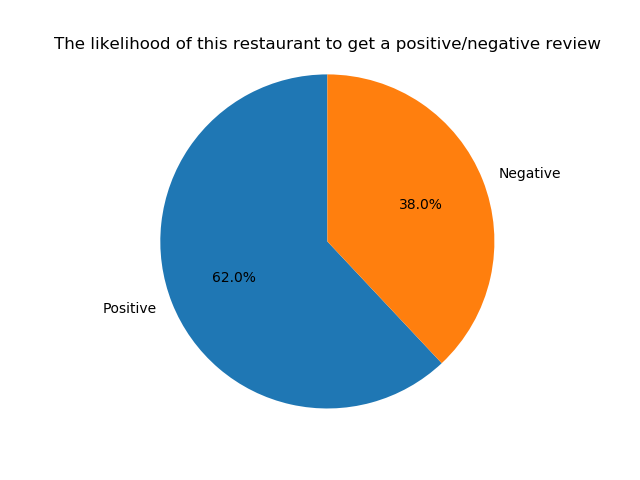 The likelihood of this restaurant to get a positive/negative review
Negative
38.0%
62.0%
Positive